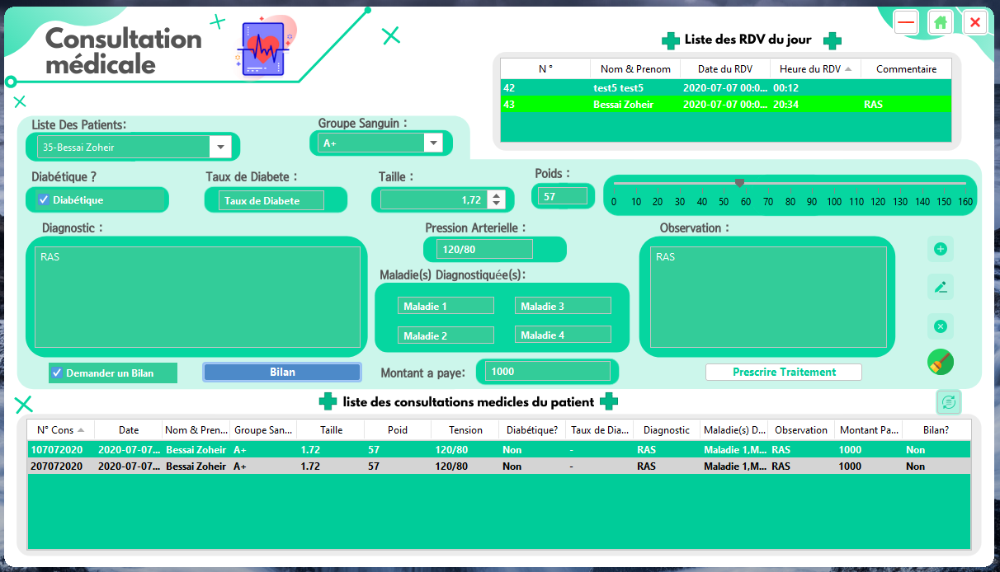 Consultation
médicale
Liste des RDV du jour
N ° Nom & Prenom Date du RDV Heure du RDV Commentaire
42 test5 test5 2020-07-07 00:0... 00:12
43 Bessai Zoheir 2020-07-07 00:0... 20:34 RAS
Liste Des Patients: Groupe Sanguin :
35-Bessai Zoheir A+
Diabétique ? Taux de Diabete : Taille : Poids :
Diabétique Taux de Diabete 1,72 57
0 10 20 30 40 50 60 70 80 90 100 110 120 130 140 150 160
Diagnostic : Pression Arterielle : Observation :
RAS 120/80 RAS
Maladie(s) Diagnostiquée(s):
Maladie 1 Maladie 3
Maladie 2 Maladie 4
Demander un Bilan Bilan Montant a paye: 1000 Prescrire Traitement
liste des consultations medicles du patient
N° Cons Date Nom & Pren... Groupe San... Taille Poid Tension Diabétique? Taux de Dia... Diagnostic Maladie(s) D... Observation Montant Pa... Bilan?
107072020 2020-07-07... Bessai Zoheir A+ 1.72 57 120/80 Non - RAS Maladie 1,M... RAS 1000 Non
207072020 2020-07-07... Bessai Zoheir A+ 1.72 57 120/80 Non - RAS Maladie 1,M... RAS 1000 Non